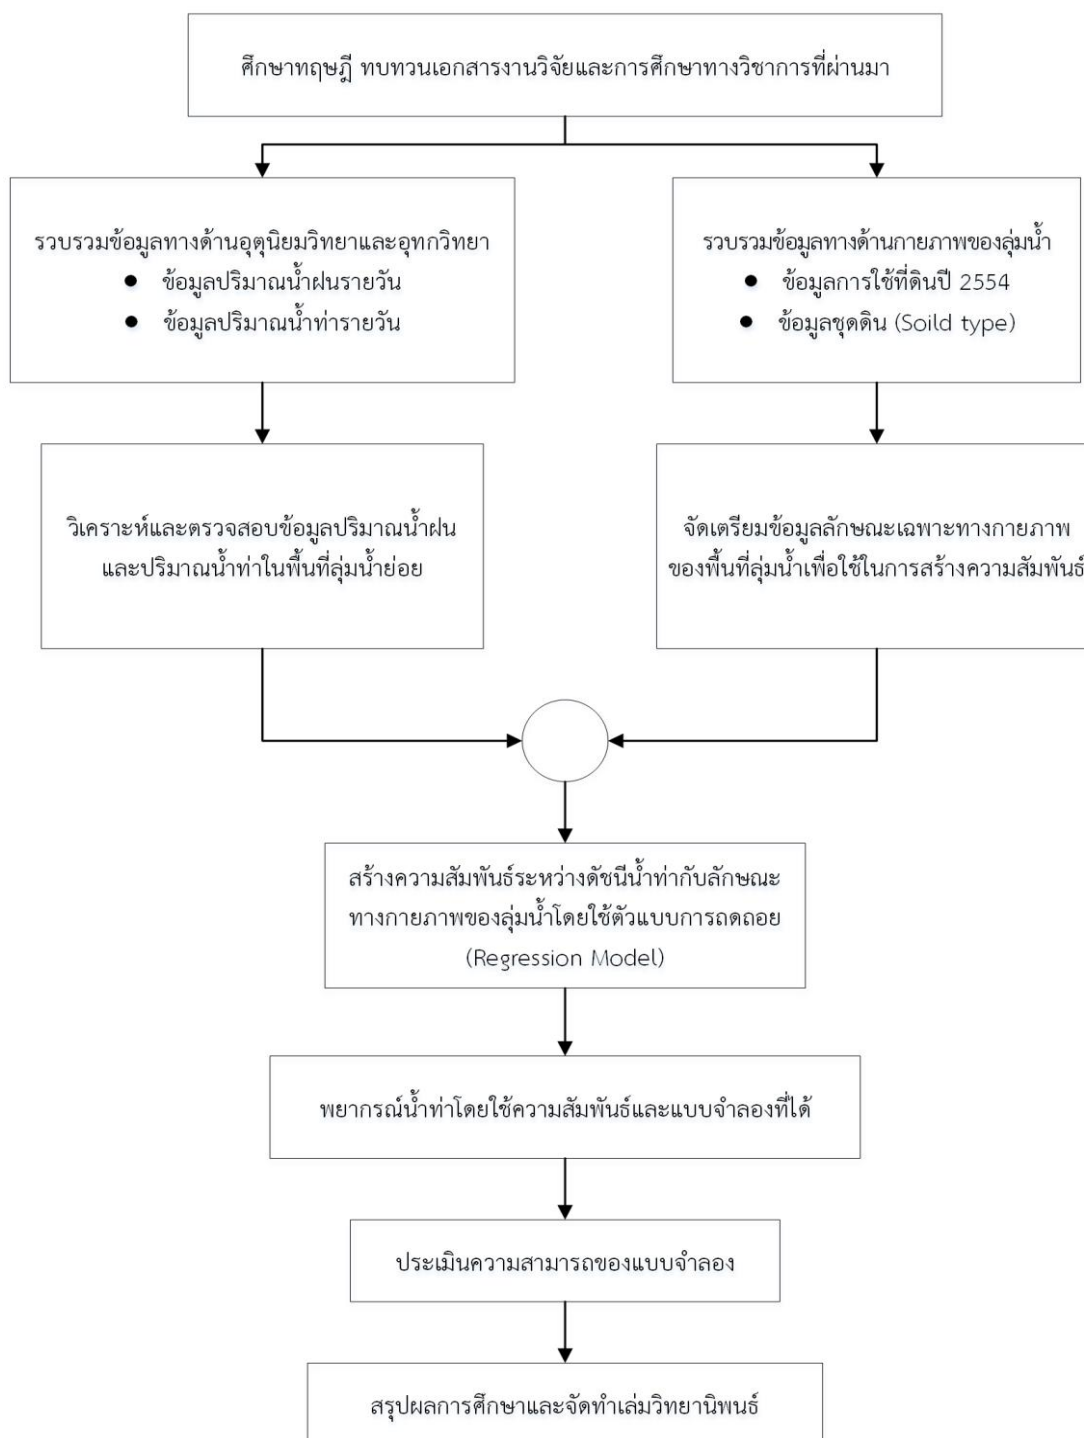 ศึกษาทฤษฎี ทบทวนเอกสารงานวิจัยและการศึกษาทางวิชาการที่ผ่านมา
รวบรวมข้อมูลทางด้านอุตุนิยมวิทยาและอุทกวิทยา
● ข้อมูลปริมาณน้ำฝนรายวัน
● ข้อมูลปริมาณน้ำท่ารายวัน
รวบรวมข้อมูลทางด้านกายภาพของลุ่มน้ำ
● ข้อมูลการใช้ที่ดินปี 2554
● ข้อมูลชุดดิน (Soild type)
วิเคราะห์และตรวจสอบข้อมูลปริมาณน้ำฝน
และปริมาณน้ำท่าในพื้นที่ลุ่มน้ำย่อย
จัดเตรียมข้อมูลลักษณะเฉพาะทางกายภาพ
ของพื้นที่ลุ่มน้ำเพื่อใช้ในการสร้างความสัมพันธ์
สร้างความสัมพันธ์ระหว่างดัชนีน้ำท่ากับลักษณะ
ทางกายภาพของลุ่มน้ำโดยใช้ตัวแบบการถดถอย
(Regression Model)
พยากรณ์น้ำท่าโดยใช้ความสัมพันธ์และแบบจำลองที่ได้
ประเมินความสามารถของแบบจำลอง
สรุปผลการศึกษาและจัดทำเล่มวิทยานิพนธ์